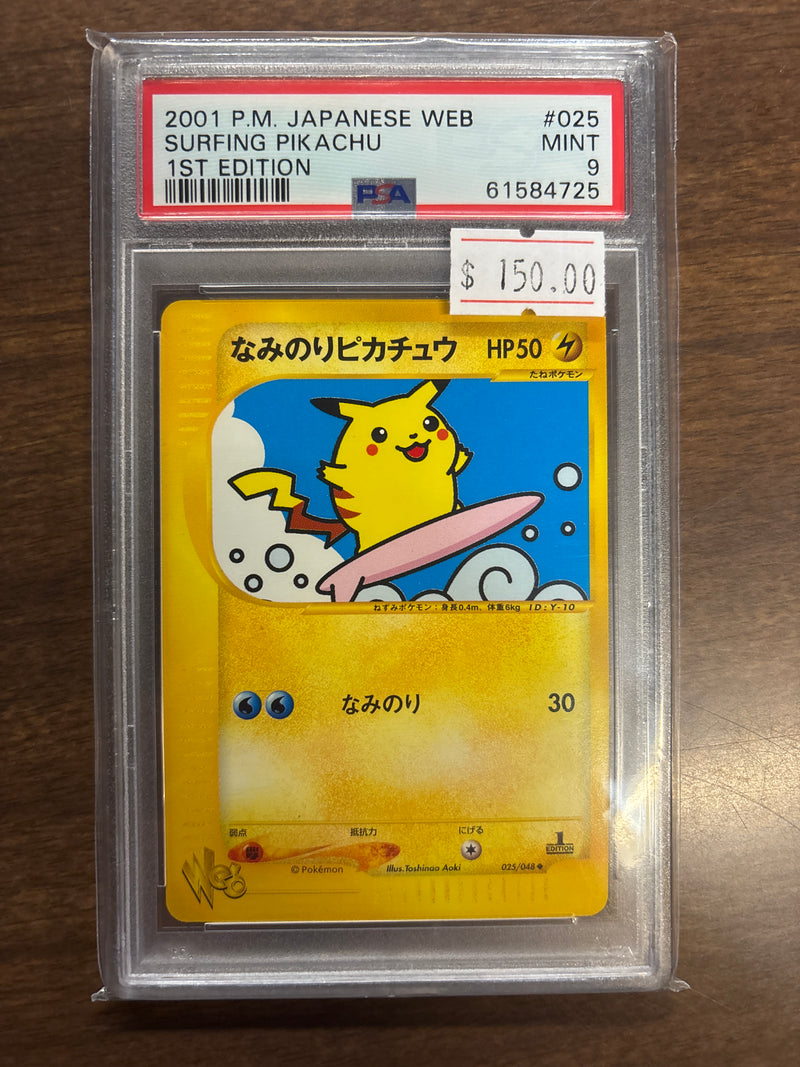 2001 P.M. JAPANESE WEB #025
SURFING PIKACHU MINT
1ST EDITION 9
PSA 61584725
$ 150.00
なみのりピカチュウ HP50
たねポケモン
ねずみポケモン:身長0.4m、体重6kg ID:Y-10
なみのり 30
弱点 抵抗力 にげる
1
EDITION
© Pokémon Illus.Toshinao Aoki 025/048
Web